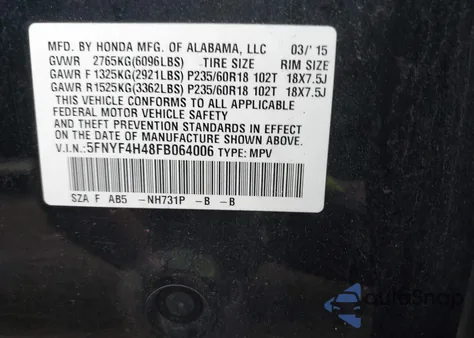 MFD. BY HONDA MFG. OF ALABAMA, LLC 03/'15
GVWR 2765KG(6096LBS) TIRE SIZE RIM SIZE
GAWR F 1325KG(2921LBS) P235/60R18 102T 18X7.5J
GAWR R 1525KG(3362LBS) P235/60R18 102T 18X7.5J
THIS VEHICLE CONFORMS TO ALL APPLICABLE
FEDERAL MOTOR VEHICLE SAFETY
AND THEFT PREVENTION STANDARDS IN EFFECT
ON THE DATE OF MANUFACTURE SHOWN ABOVE.
V.I.N.:5FNYF4H48FB064006 TYPE: MPV
SZA F AB5 -NH731P -B -B
autoSnap